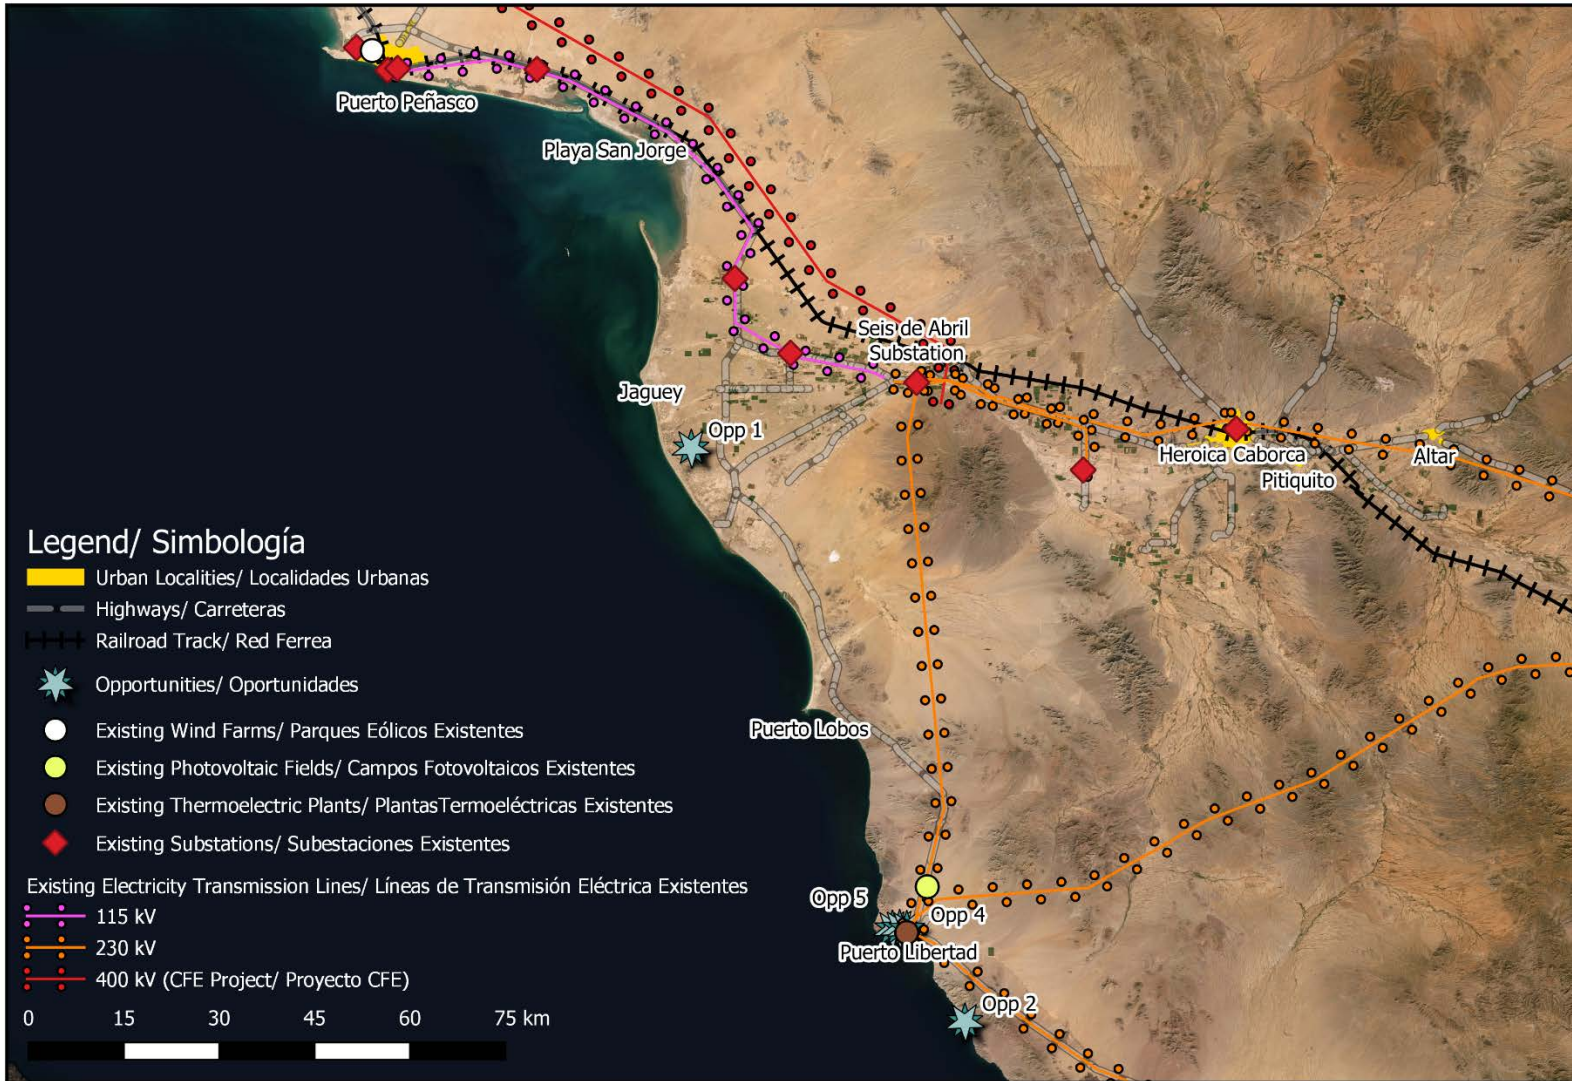 Puerto Peñasco
Playa San Jorge
Seis de Abril
Substation
Jaguey
Opp 1
Heroica Caborca
Altar
Pitiquito
Legend/ Simbología
Urban Localities/ Localidades Urbanas
Highways/ Carreteras
Railroad Track/ Red Ferrea
Opportunities/ Oportunidades
Existing Wind Farms/ Parques Eólicos Existentes
Existing Photovoltaic Fields/ Campos Fotovoltaicos Existentes
Existing Thermoelectric Plants/ PlantasTermoeléctricas Existentes
Existing Substations/ Subestaciones Existentes
Existing Electricity Transmission Lines/ Líneas de Transmisión Eléctrica Existentes
115 kV
230 kV
400 kV (CFE Project/ Proyecto CFE)
0 15 30 45 60 75 km
Puerto Lobos
Opp 5
Opp 4
Puerto Libertad
Opp 2